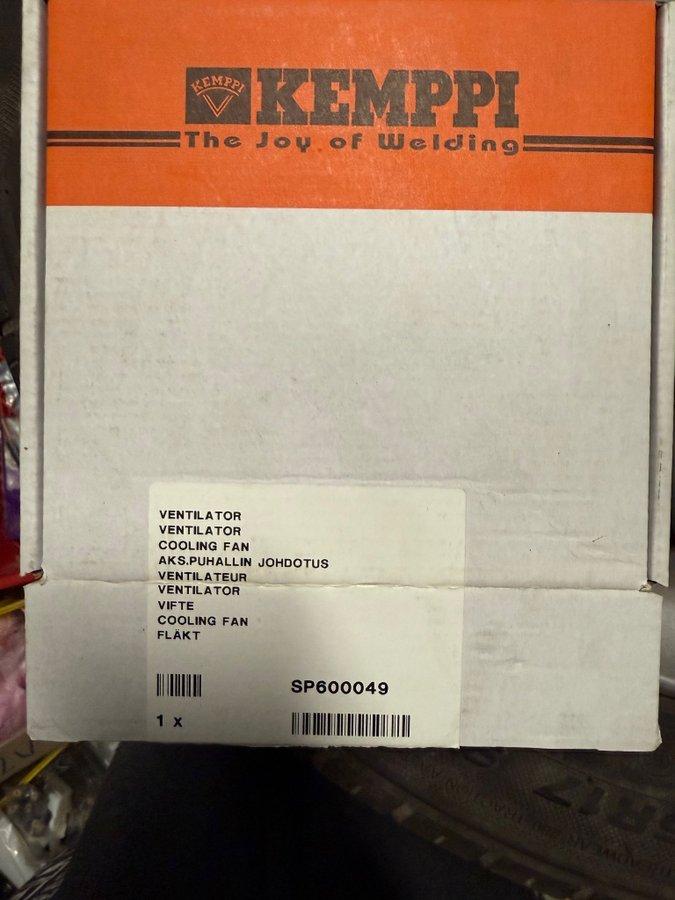 KEMPPI
KEMPPI
The Joy of Welding
VENTILATOR
VENTILATOR
COOLING FAN
AKS.PUHALLIN JOHDOTUS
VENTILATEUR
VENTILATOR
VIFTE
COOLING FAN
FLÄKT
SP600049
1 x
R17